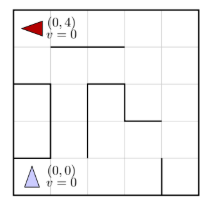 (0, 4)
v = 0
(0, 0)
v = 0